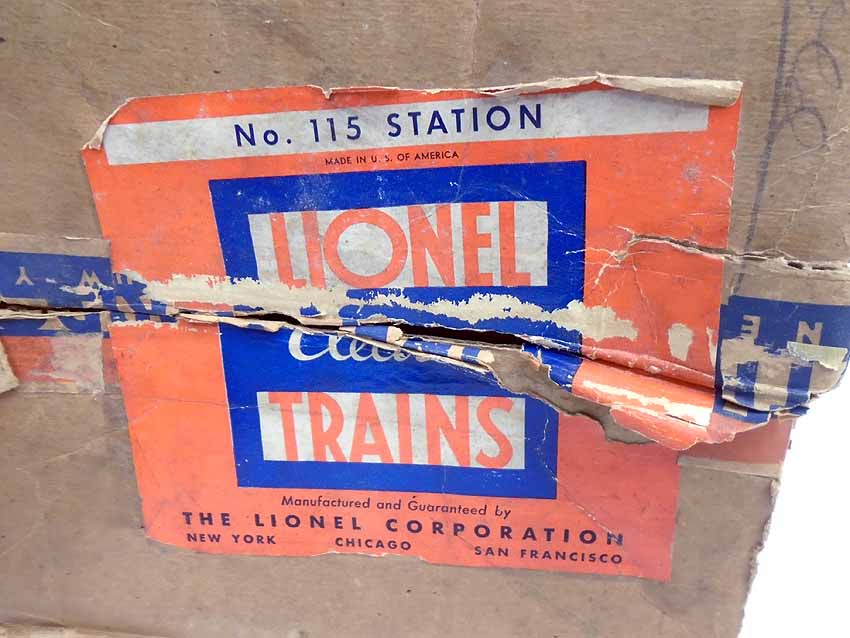 No. 115 STATION
MADE IN U. S. OF AMERICA
LIONEL
TRAINS
Manufactured and Guaranteed by
THE LIONEL CORPORATION
NEW YORK CHICAGO SAN FRANCISCO